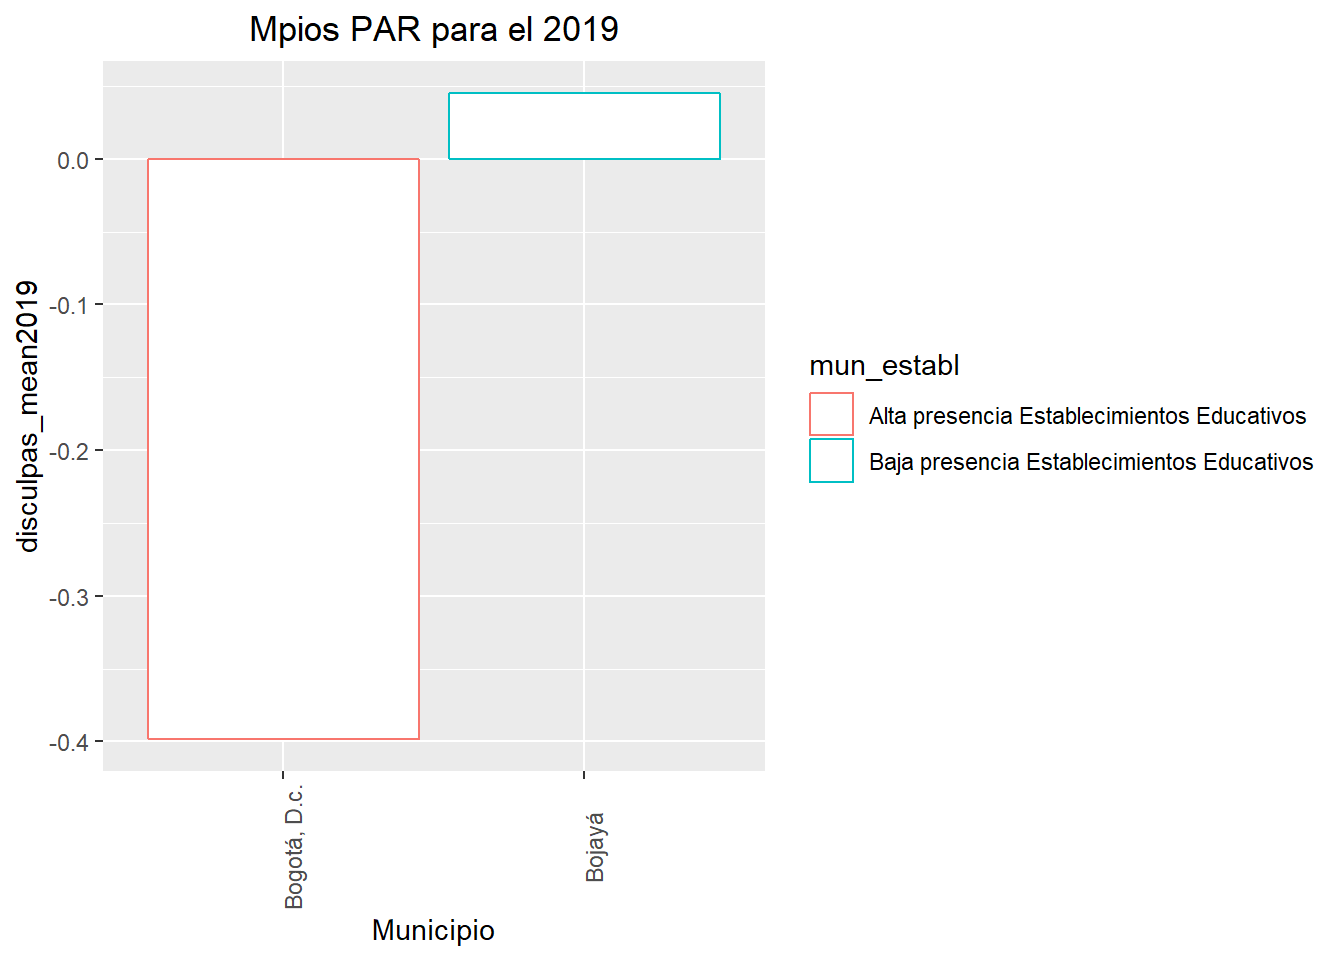 Mpios PAR para el 2019
disculpas_mean2019
0.0
-0.1
-0.2
-0.3
-0.4
Bogotá, D.c.
Bojayá
Municipio
mun_establ
Alta presencia Establecimientos Educativos
Baja presencia Establecimientos Educativos